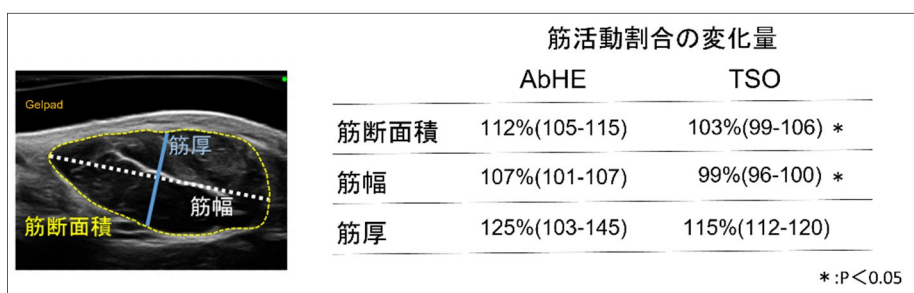 筋活動割合の変化量
AbHE TSO
Gelpad
筋厚
筋幅
筋断面積
筋断面積 112%(105-115) 103%(99-106) *
筋幅 107%(101-107) 99%(96-100) *
筋厚 125%(103-145) 115%(112-120)
*:P＜0.05